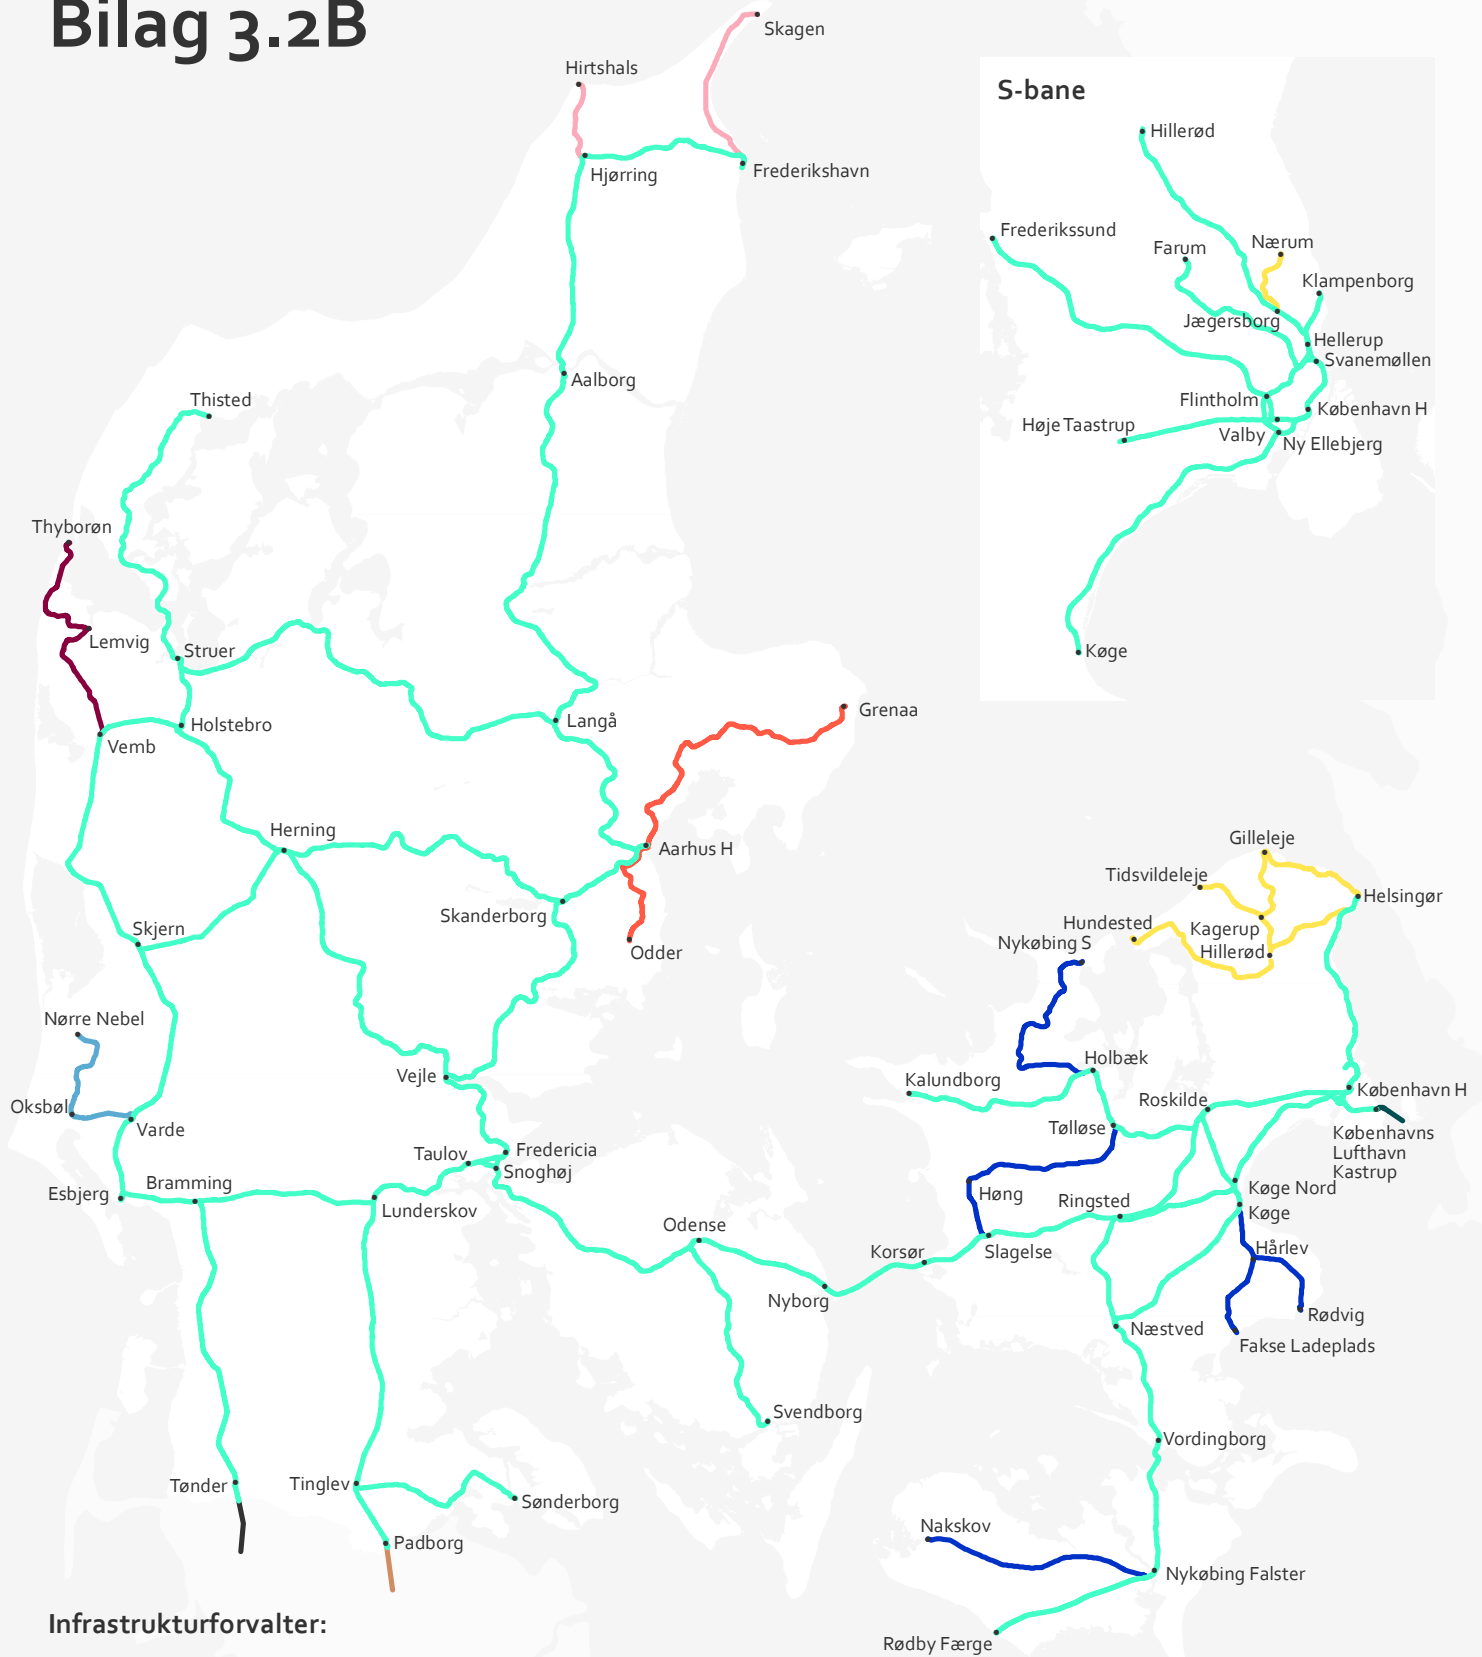 Bilag 3.2B
Skagen
Hirtshals
Hjørring
Frederikshavn
Aalborg
Thisted
Thyborøn
Lemvig
Struer
Holstebro
Vemb
Langå
Grenaa
Herning
Aarhus H
Skanderborg
Odder
Skjern
Nørre Nebel
Oksbøl
Varde
Vejle
Fredericia
Taulov
Snoghøj
Esbjerg
Bramming
Lunderskov
Odense
Nyborg
Korsør
Svendborg
Tønder
Tinglev
Sønderborg
Padborg
S-bane
Hillerød
Frederikssund
Farum
Nærum
Klampenborg
Jægersborg
Hellerup
Svanemøllen
Flintholm
København H
Høje Taastrup
Valby
Ny Ellebjerg
Køge
Gilleleje
Tidsvildeleje
Helsingør
Hundested
Kagerup
Nykøbing S
Hillerød
Holbæk
Kalundborg
Roskilde
København H
Tølløse
Københavns
Lufthavn
Kastrup
Høng
Ringsted
Køge Nord
Køge
Slagelse
Hårlev
Rødvig
Næstved
Fakse Ladeplads
Vordingborg
Nakskov
Nykøbing Falster
Rødby Færge
Infrastrukturforvalter: